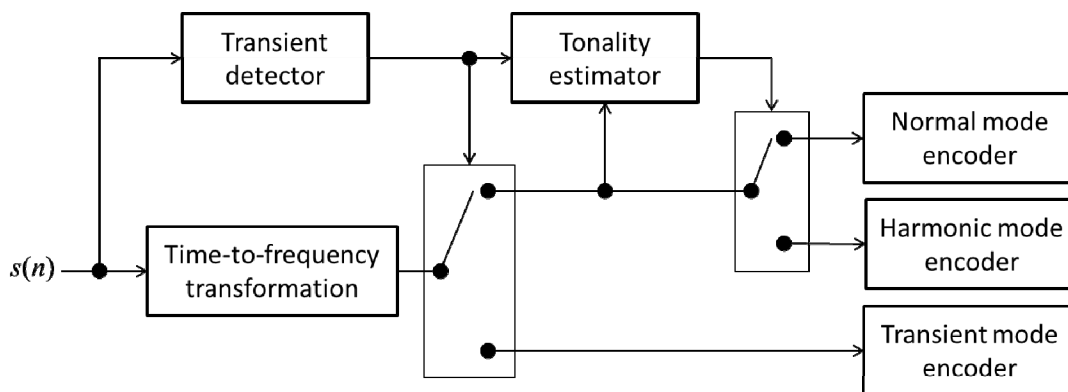 Transient
detector
Tonality
estimator
Normal mode
encoder
Harmonic mode
encoder
s(n)
Time-to-frequency
transformation
Transient mode
encoder